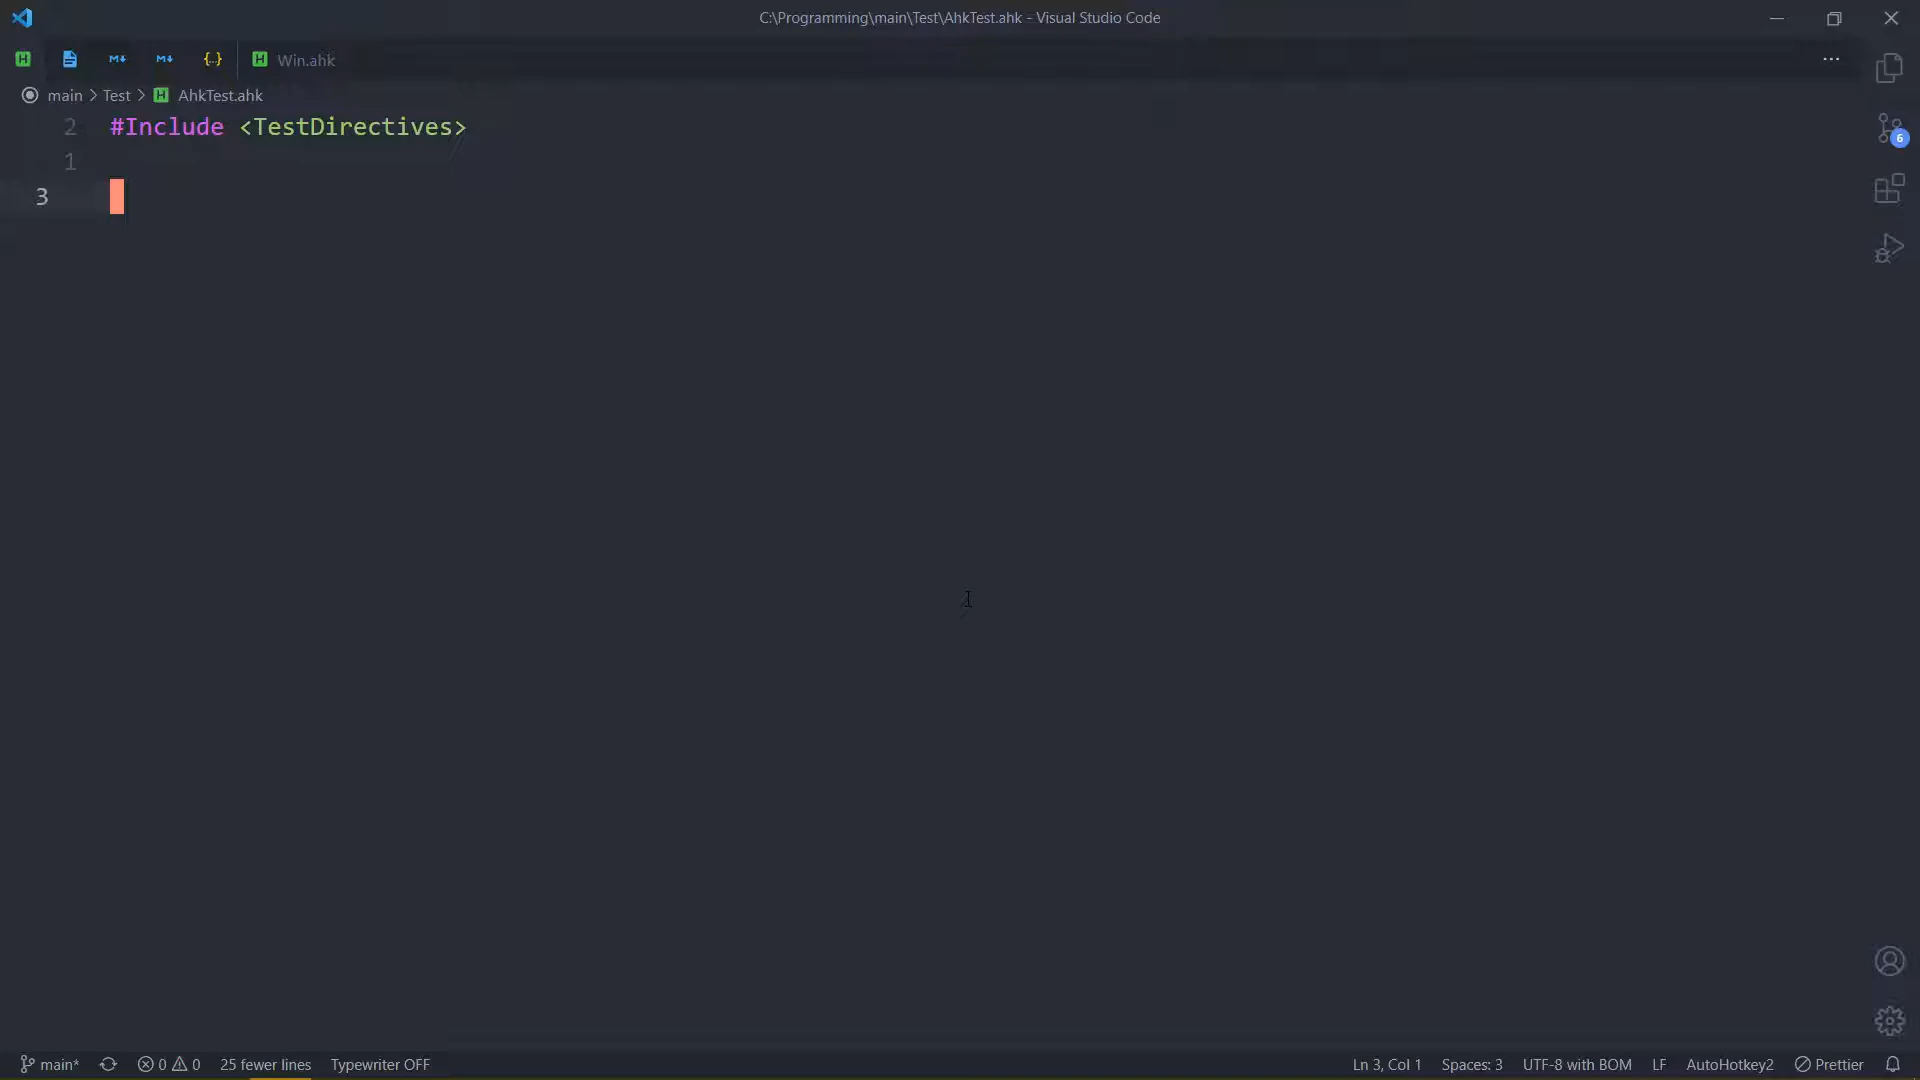 C:\Programming\main\Test\AhkTest.ahk - Visual Studio Code
Win.ahk
main > Test > AhkTest.ahk
2 #Include <TestDirectives>
1
3
6
main* 0 0 25 fewer lines Typewriter OFF Ln 3, Col 1 Spaces: 3 UTF-8 with BOM LF AutoHotkey2 Prettier